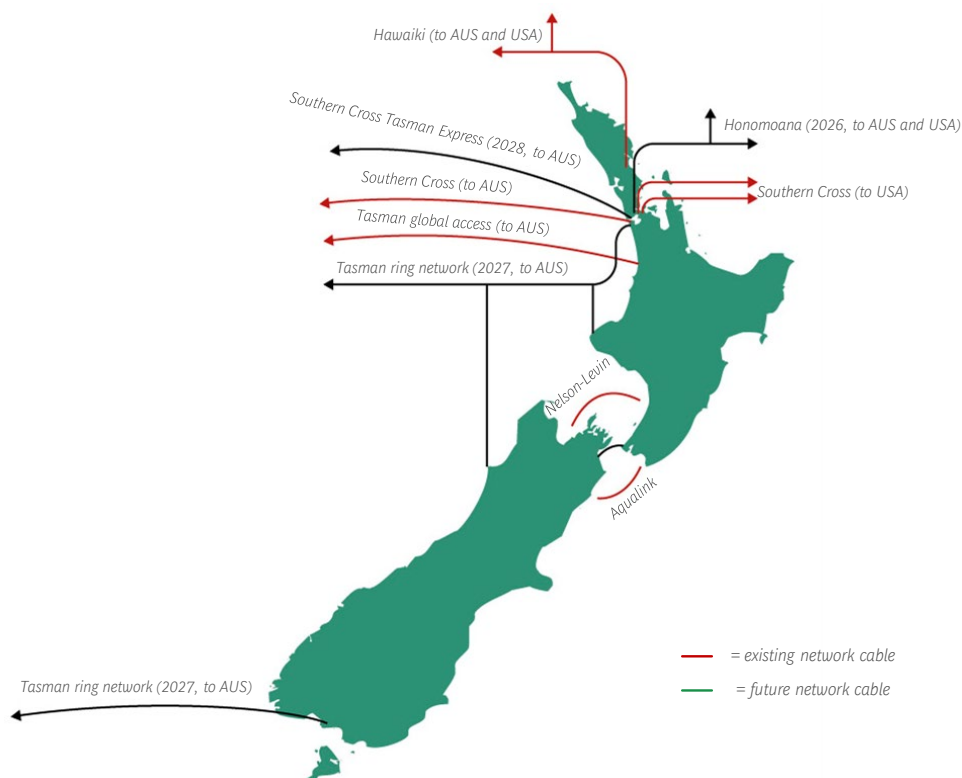 Hawaiki (to AUS and USA)
Southern Cross Tasman Express (2028, to AUS)
Honomoana (2026, to AUS and USA)
Southern Cross (to AUS)
Southern Cross (to USA)
Tasman global access (to AUS)
Tasman ring network (2027, to AUS)
Nelson-Levin
Aqualink
= existing network cable
Tasman ring network (2027, to AUS)
= future network cable